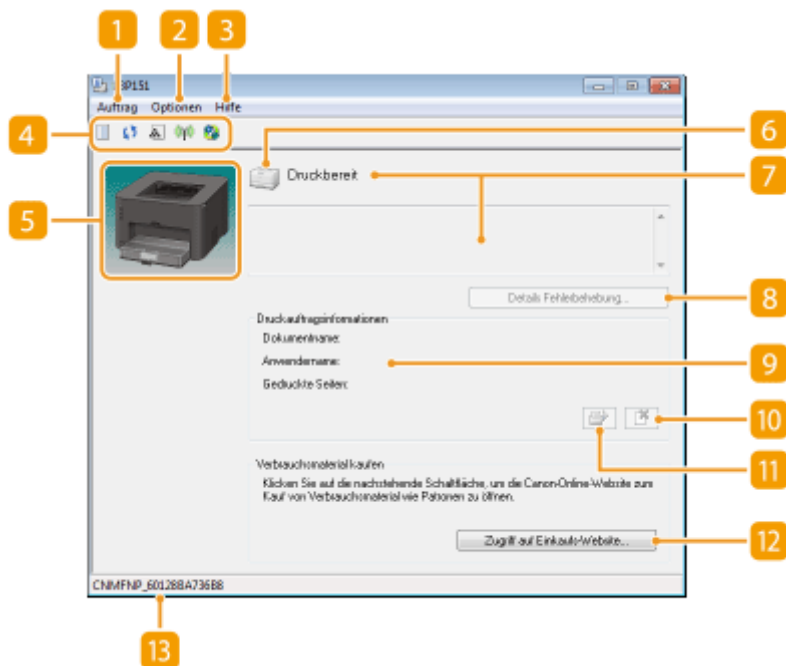 1
2
3
LBP151
Auftrag Optionen Hilfe
4
6
Druckbereit
7
5
Details Fehlerbehebung...
8
Druckauftragsinformationen
Dokumentname:
Anwendername:
9
Gedruckte Seiten:
10
11
Verbrauchsmaterial kaufen
Klicken Sie auf die nachstehende Schaltfläche, um die Canon-Online-Website zum
Kauf von Verbrauchsmaterial wie Patronen zu öffnen.
Zugriff auf Einkaufs-Website...
12
CNMFNP_60128BA736B8
13